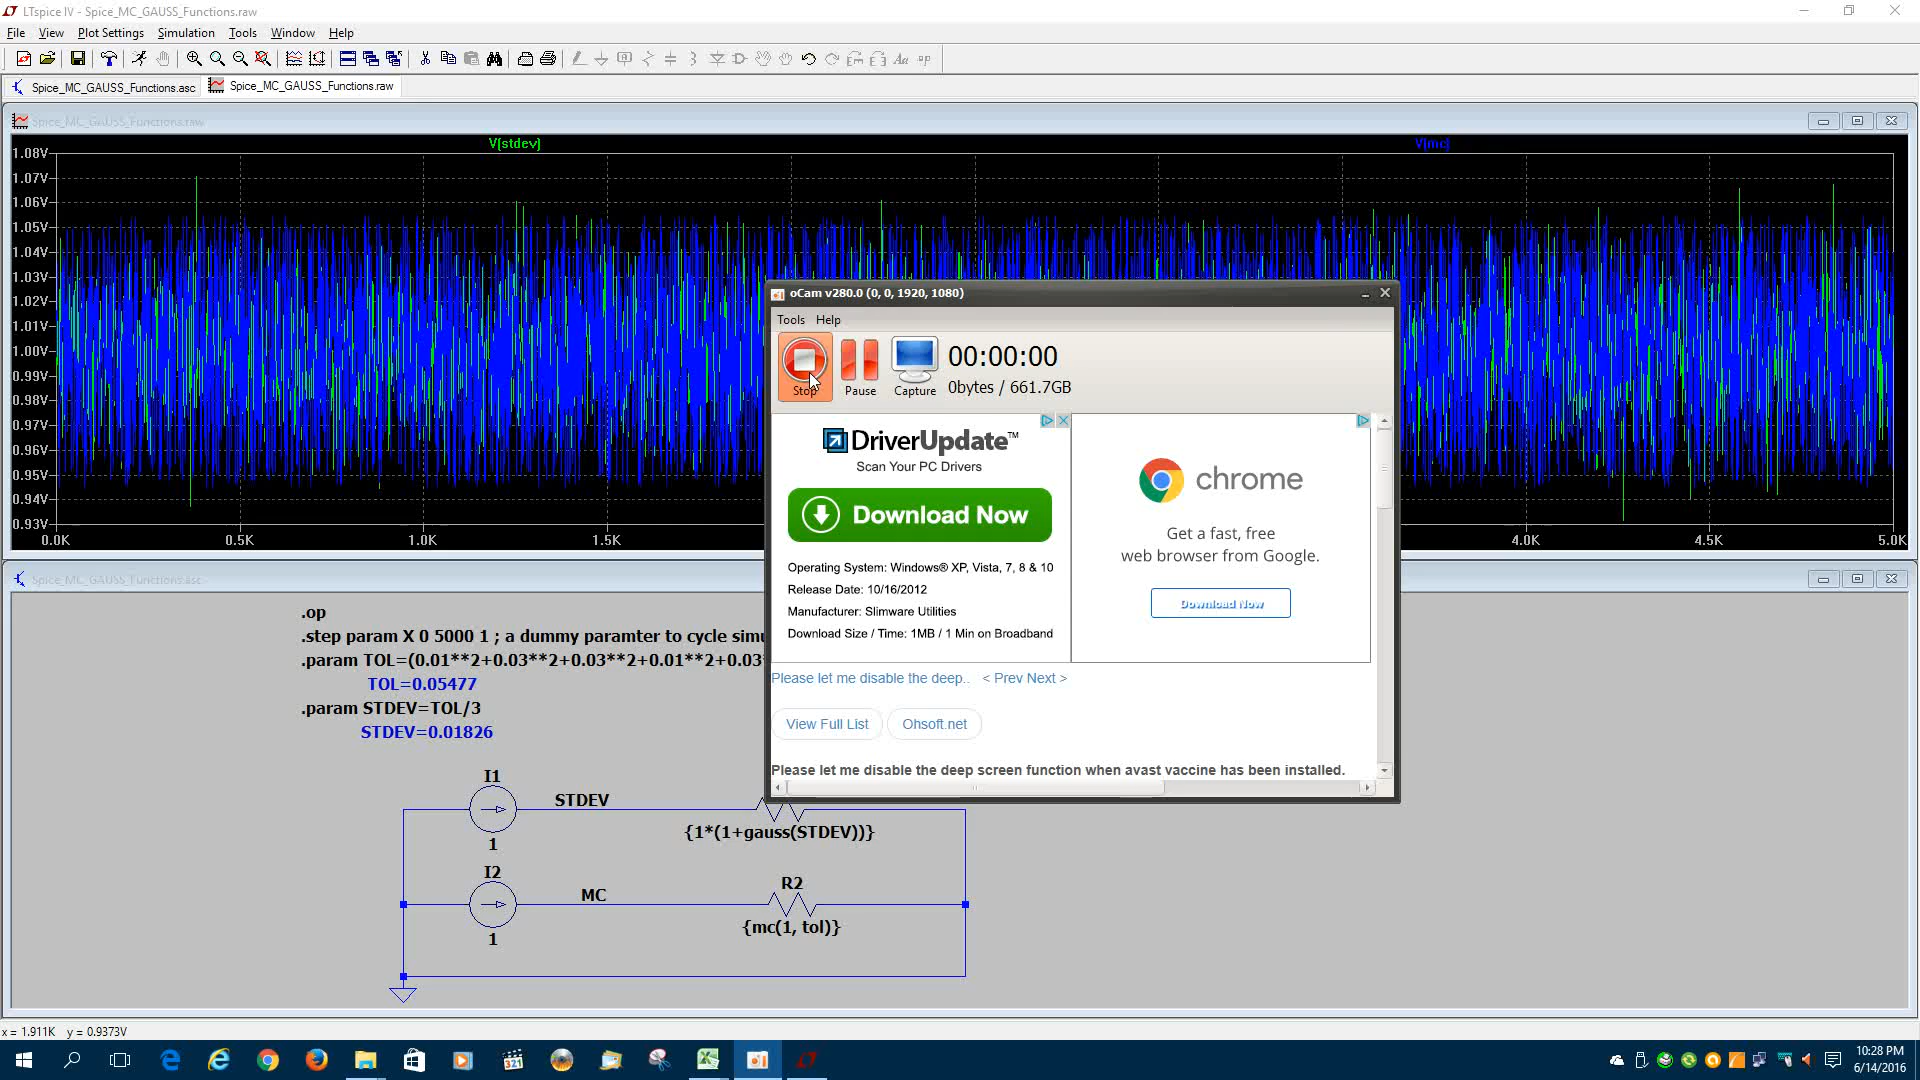 LTspice IV - Spice_MC_GAUSS_Functions.raw
File View Plot Settings Simulation Tools Window Help
Spice_MC_GAUSS_Functions.asc Spice_MC_GAUSS_Functions.raw
Spice_MC_GAUSS_Functions.raw
V(stdev) V(mc)
1.08V
1.07V
1.06V
1.05V
1.04V
1.03V
1.02V
1.01V
1.00V
0.99V
0.98V
0.97V
0.96V
0.95V
0.94V
0.93V
0.0K 0.5K 1.0K 1.5K 4.0K 4.5K 5.0K
oCam v280.0 (0, 0, 1920, 1080)
Tools Help
00:00:00
Stop Pause Capture 0bytes / 661.7GB
DriverUpdate™
Scan Your PC Drivers
Download Now
Operating System: Windows® XP, Vista, 7, 8 & 10
Release Date: 10/16/2012
Manufacturer: Slimware Utilities
Download Size / Time: 1MB / 1 Min on Broadband
chrome
Get a fast, free
web browser from Google.
Download Now
Please let me disable the deep.. < Prev Next >
View Full List Ohsoft.net
Please let me disable the deep screen function when avast vaccine has been installed.
Spice_MC_GAUSS_Functions.asc
.op
.step param X 0 5000 1 ; a dummy paramter to cycle simu
.param TOL=(0.01**2+0.03**2+0.03**2+0.01**2+0.03*
TOL=0.05477
.param STDEV=TOL/3
STDEV=0.01826
I1
STDEV
{1*(1+gauss(STDEV))}
1
I2
MC
R2
{mc(1, tol)}
1
x = 1.911K y = 0.9373V
321
10:28 PM
6/14/2016